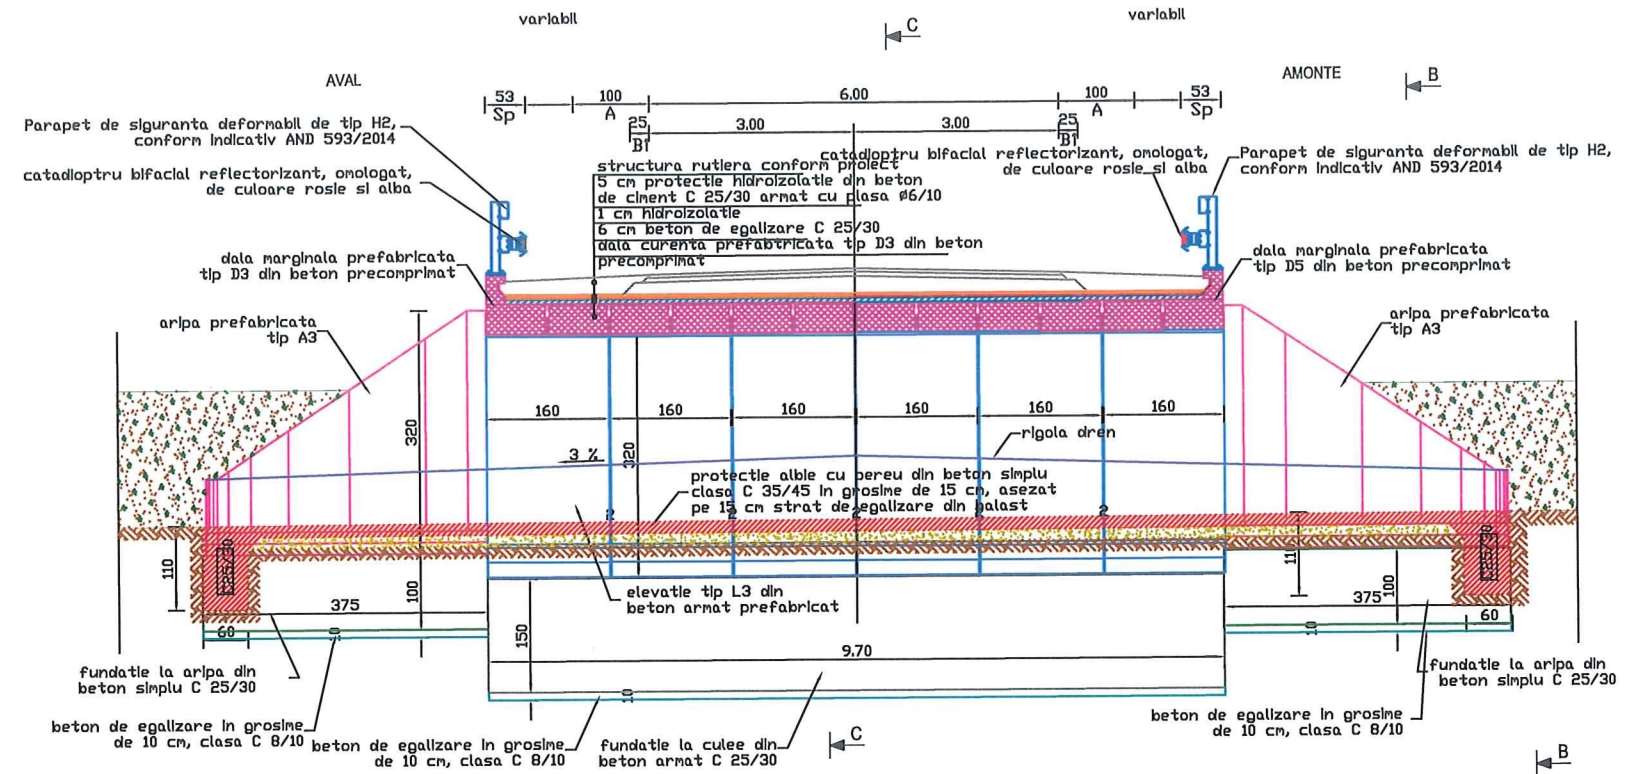 variabil
variabil
C
AVAL
AMONTE
B
53
100
6.00
100
53
Sp
A
A
Sp
25
3.00
3.00
25
B1
B1
Parapet de siguranta deformabil de tip H2,
conform indicativ AND 593/2014
catadioptru bifacial reflectorizant, omologat,
de culoare rosie si alba
structura rutiera conform proiect
5 cm protectie hidroizolatie din beton
de ciment C 25/30 armat cu plasa Ø6/10
1 cm hidroizolatie
6 cm beton de egalizare C 25/30
dala curenta prefabtricata tip D3 din beton
precomprimat
catadioptru bifacial reflectorizant, omologat,
de culoare rosie si alba
Parapet de siguranta deformabil de tip H2,
conform indicativ AND 593/2014
dala marginala prefabricata
tip D3 din beton precomprimat
dala marginala prefabricata
tip D5 din beton precomprimat
aripa prefabricata
tip A3
aripa prefabricata
tip A3
160
160
160
160
160
160
320
320
3 %
rigola dren
protectie albie cu pereu din beton simplu
clasa C 35/45 in grosime de 15 cm, asezat
pe 15 cm strat de egalizare din balast
2
2
2
2
2
110
C25/30
100
375
60
10
elevatie tip L3 din
beton armat prefabricat
150
9.70
10
110
C25/30
100
375
60
10
fundatie la aripa din
beton simplu C 25/30
fundatie la aripa din
beton simplu C 25/30
beton de egalizare in grosime
de 10 cm, clasa C 8/10
beton de egalizare in grosime
de 10 cm, clasa C 8/10
fundatie la culee din
beton armat C 25/30
beton de egalizare in grosime
de 10 cm, clasa C 8/10
C
B